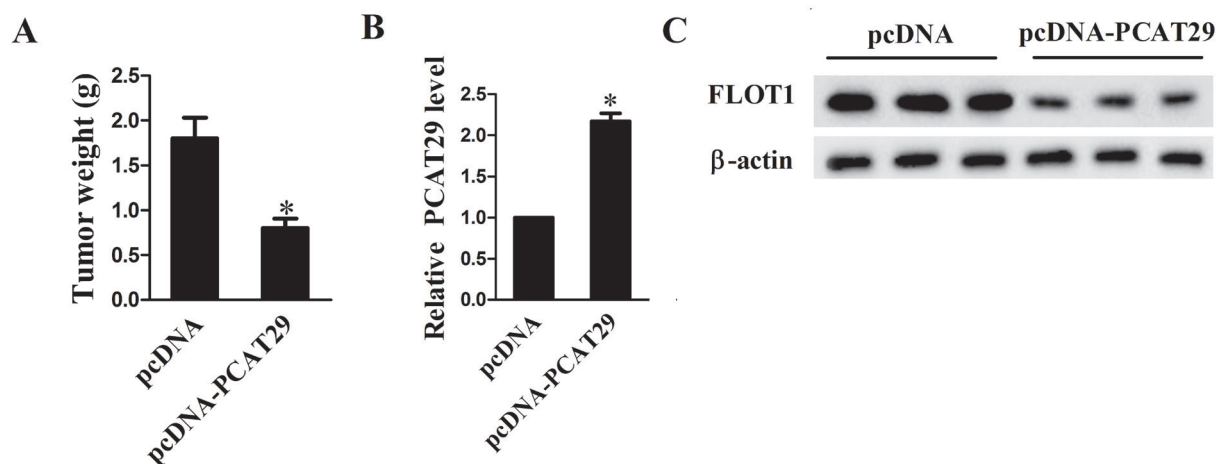 A
Tumor weight (g)
2.5
2.0
1.5
1.0
0.5
0.0
*
pcDNA
pcDNA-PCAT29
B
Relative PCAT29 level
2.5
2.0
1.5
1.0
0.5
0.0
*
pcDNA
pcDNA-PCAT29
C
pcDNA
pcDNA-PCAT29
FLOT1
β-actin